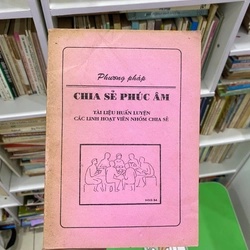 Phương pháp
CHIA SẺ PHÚC ÂM
TÀI LIỆU HUẤN LUYỆN
CÁC LINH HOẠT VIÊN NHÓM CHIA SẺ